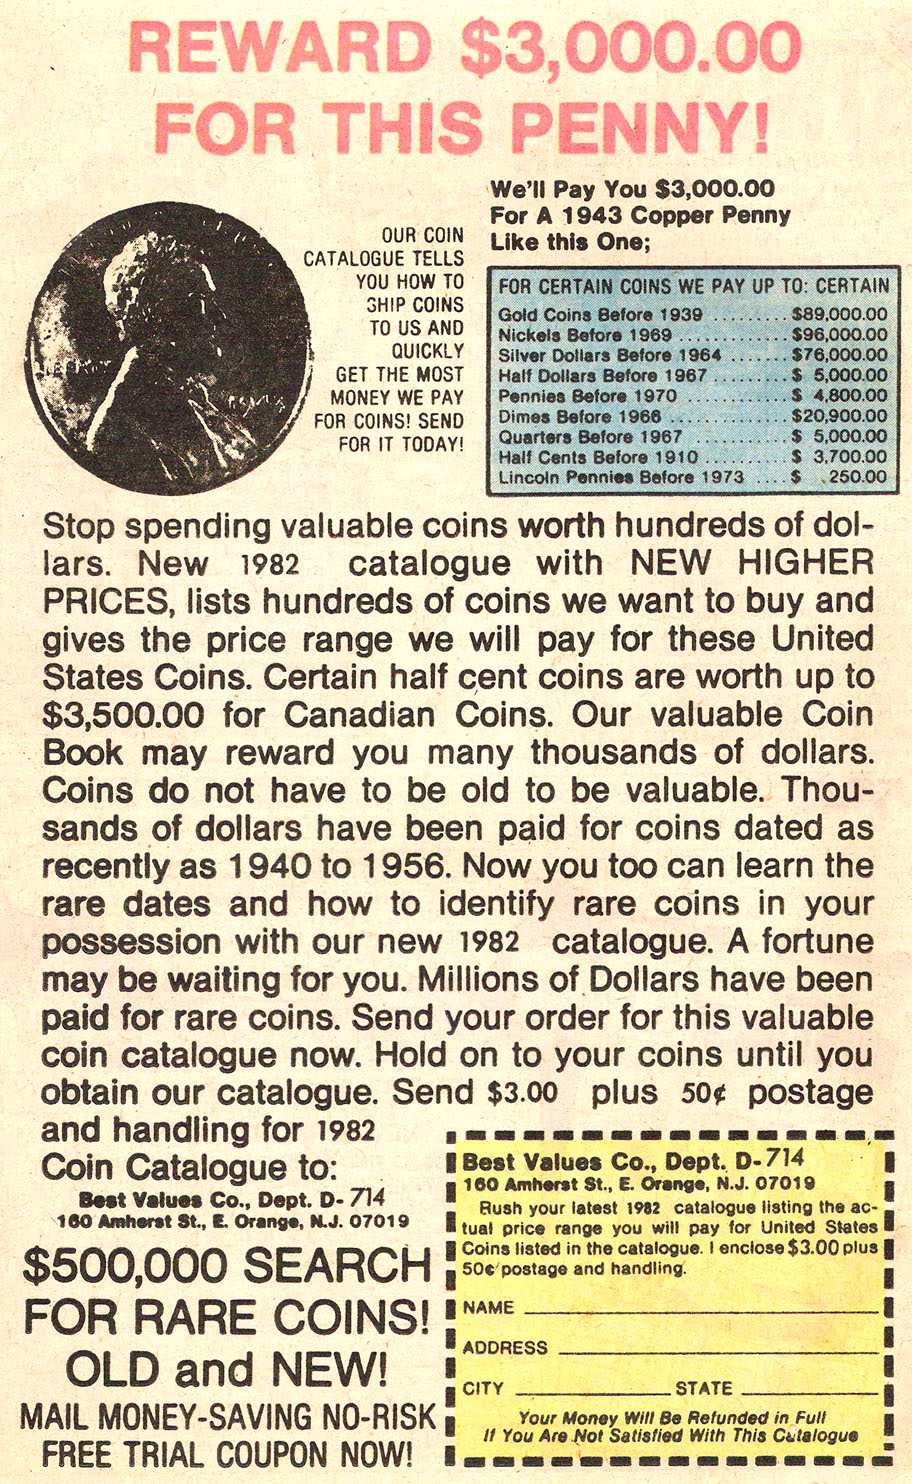 REWARD $3,000.00
FOR THIS PENNY!
We'll Pay You $3,000.00
For A 1943 Copper Penny
Like this One;
OUR COIN
CATALOGUE TELLS
YOU HOW TO
SHIP COINS
TO US AND
QUICKLY
GET THE MOST
MONEY WE PAY
FOR COINS! SEND
FOR IT TODAY!
FOR CERTAIN COINS WE PAY UP TO: CERTAIN
Gold Coins Before 1939 ......... $89,000.00
Nickels Before 1969 ............. $96,000.00
Silver Dollars Before 1964 ....... $76,000.00
Half Dollars Before 1967 ......... $ 5,000.00
Pennies Before 1970 ............ $ 4,800.00
Dimes Before 1966 .............. $20,900.00
Quarters Before 1967 ........... $ 5,000.00
Half Cents Before 1910 .......... $ 3,700.00
Lincoln Pennies Before 1973 .... $ 250.00
Stop spending valuable coins worth hundreds of dol-
lars. New 1982 catalogue with NEW HIGHER
PRICES, lists hundreds of coins we want to buy and
gives the price range we will pay for these United
States Coins. Certain half cent coins are worth up to
$3,500.00 for Canadian Coins. Our valuable Coin
Book may reward you many thousands of dollars.
Coins do not have to be old to be valuable. Thou-
sands of dollars have been paid for coins dated as
recently as 1940 to 1956. Now you too can learn the
rare dates and how to identify rare coins in your
possession with our new 1982 catalogue. A fortune
may be waiting for you. Millions of Dollars have been
paid for rare coins. Send your order for this valuable
coin catalogue now. Hold on to your coins until you
obtain our catalogue. Send $3.00 plus 50¢ postage
and handling for 1982
Coin Catalogue to:
Best Values Co., Dept. D-714
160 Amherst St., E. Orange, N.J. 07019
$500,000 SEARCH
FOR RARE COINS!
OLD and NEW!
MAIL MONEY-SAVING NO-RISK
FREE TRIAL COUPON NOW!
Best Values Co., Dept. D-714
160 Amherst St., E. Orange, N.J. 07019
Rush your latest 1982 catalogue listing the ac-
tual price range you will pay for United States
Coins listed in the catalogue. I enclose $3.00 plus
50¢ postage and handling.
NAME
ADDRESS
CITY STATE
Your Money Will Be Refunded in Full
If You Are Not Satisfied With This Catalogue